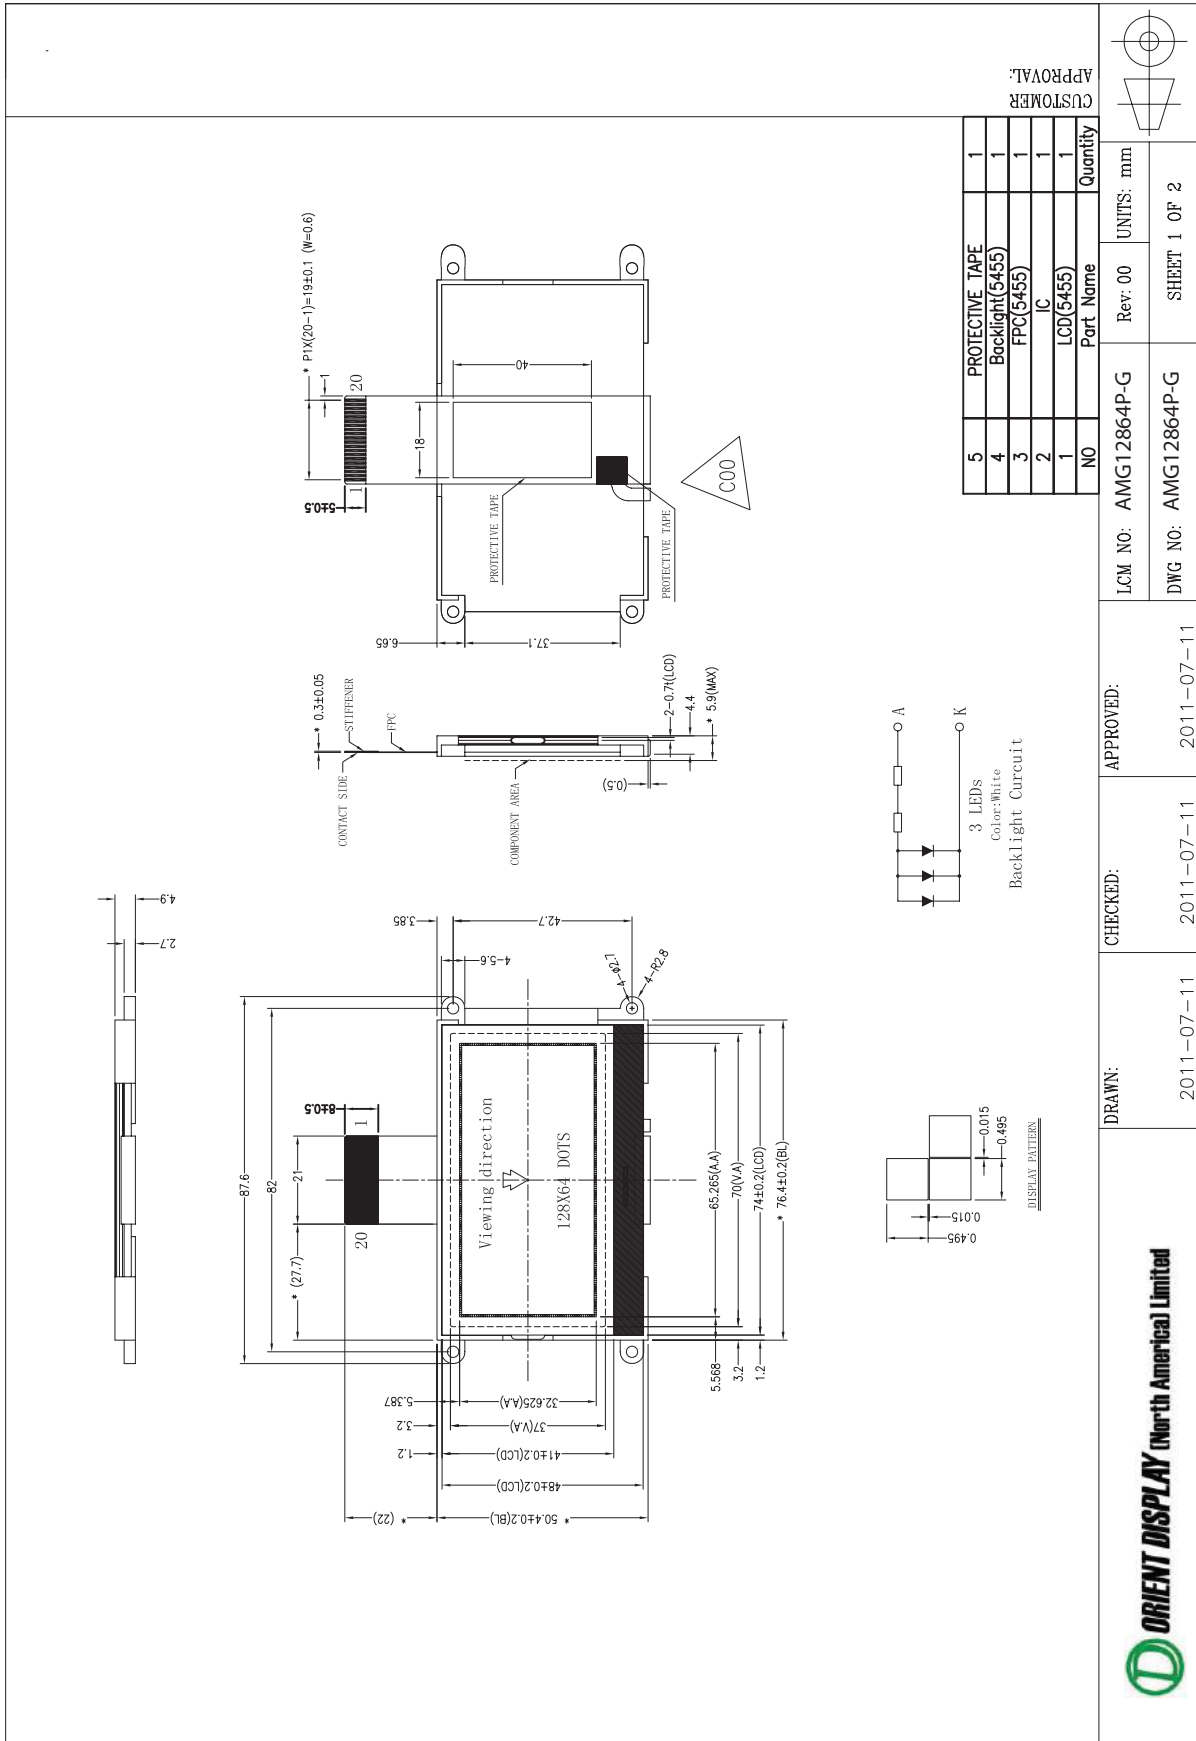 CUSTOMER
APPROVAL:
5 PROTECTIVE TAPE 1
4 Backlight(5455) 1
3 FPC(5455) 1
2 IC 1
1 LCD(5455) 1
NO Part Name Quantity
* P1X(20-1)=19±0.1 (W=0.6)
1
20
1
5±0.5
18
40
PROTECTIVE TAPE
PROTECTIVE TAPE
C00
6.65
37.1
* 0.3±0.05
STIFFENER
FPC
CONTACT SIDE
COMPONENT AREA
2-0.7t(LCD)
4.4
* 5.9(MAX)
(0.5)
A
K
3 LEDs
Color:White
Backlight Curcuit
4.9
2.7
87.6
82
* (27.7)
21
8±0.5
1
20
3.85
42.7
4-5.6
4-φ2.7
4-R2.8
Viewing direction
128X64 DOTS
65.265(A.A)
70(V.A)
74±0.2(LCD)
* 76.4±0.2(BL)
5.568
3.2
1.2
5.387
3.2
1.2
32.625(A.A)
37(V.A)
41±0.2(LCD)
48±0.2(LCD)
* 50.4±0.2(BL)
* (22)
0.015
0.495
0.015
0.495
DISPLAY PATTERN
ORIENT DISPLAY (North America) Limited
DRAWN: 2011-07-11
CHECKED: 2011-07-11
APPROVED: 2011-07-11
LCM NO: AMG12864P-G
Rev: 00
UNITS: mm
DWG NO: AMG12864P-G
SHEET 1 OF 2